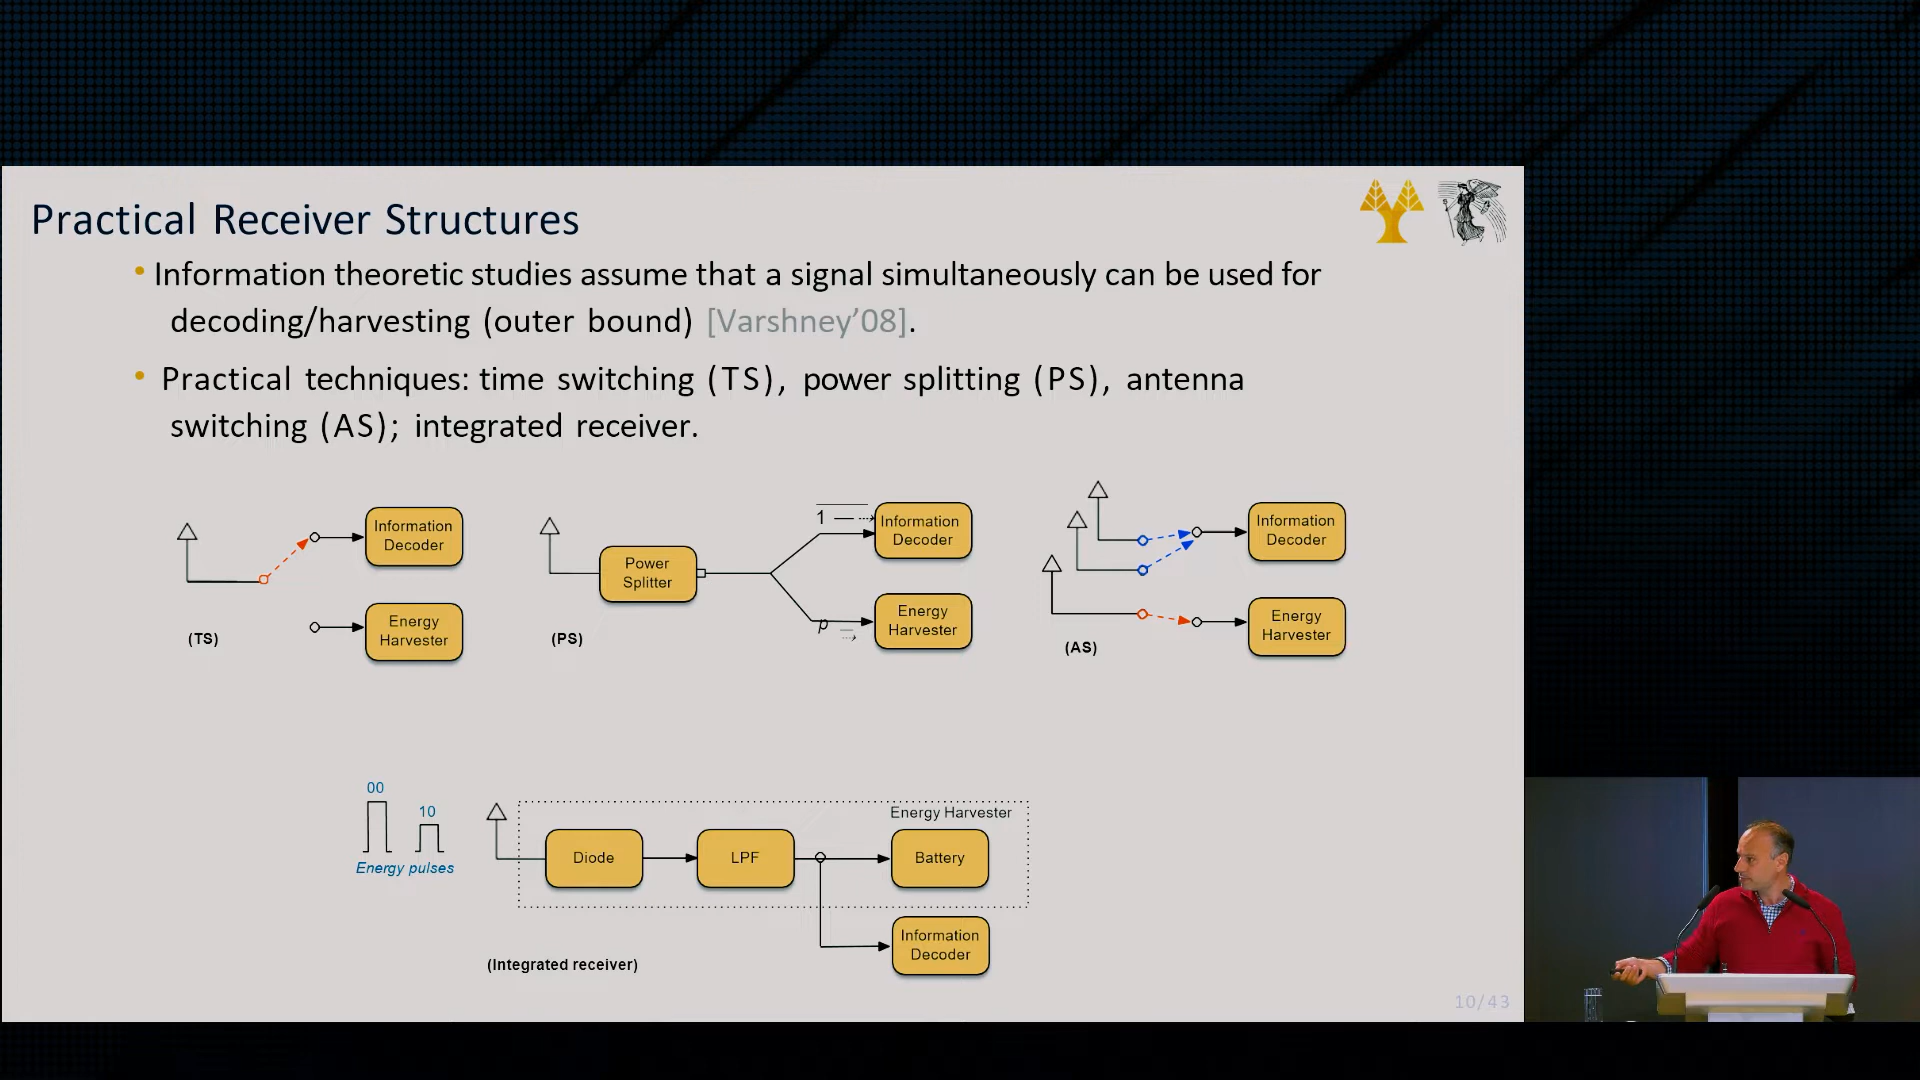 Practical Receiver Structures
• Information theoretic studies assume that a signal simultaneously can be used for
decoding/harvesting (outer bound) [Varshney’08].
• Practical techniques: time switching (TS), power splitting (PS), antenna
switching (AS); integrated receiver.
Information
Decoder
Energy
Harvester
(TS)
Power
Splitter
1
Information
Decoder
p
Energy
Harvester
(PS)
Information
Decoder
Energy
Harvester
(AS)
00
10
Energy pulses
Energy Harvester
Diode
LPF
Battery
Information
Decoder
(Integrated receiver)
10/43